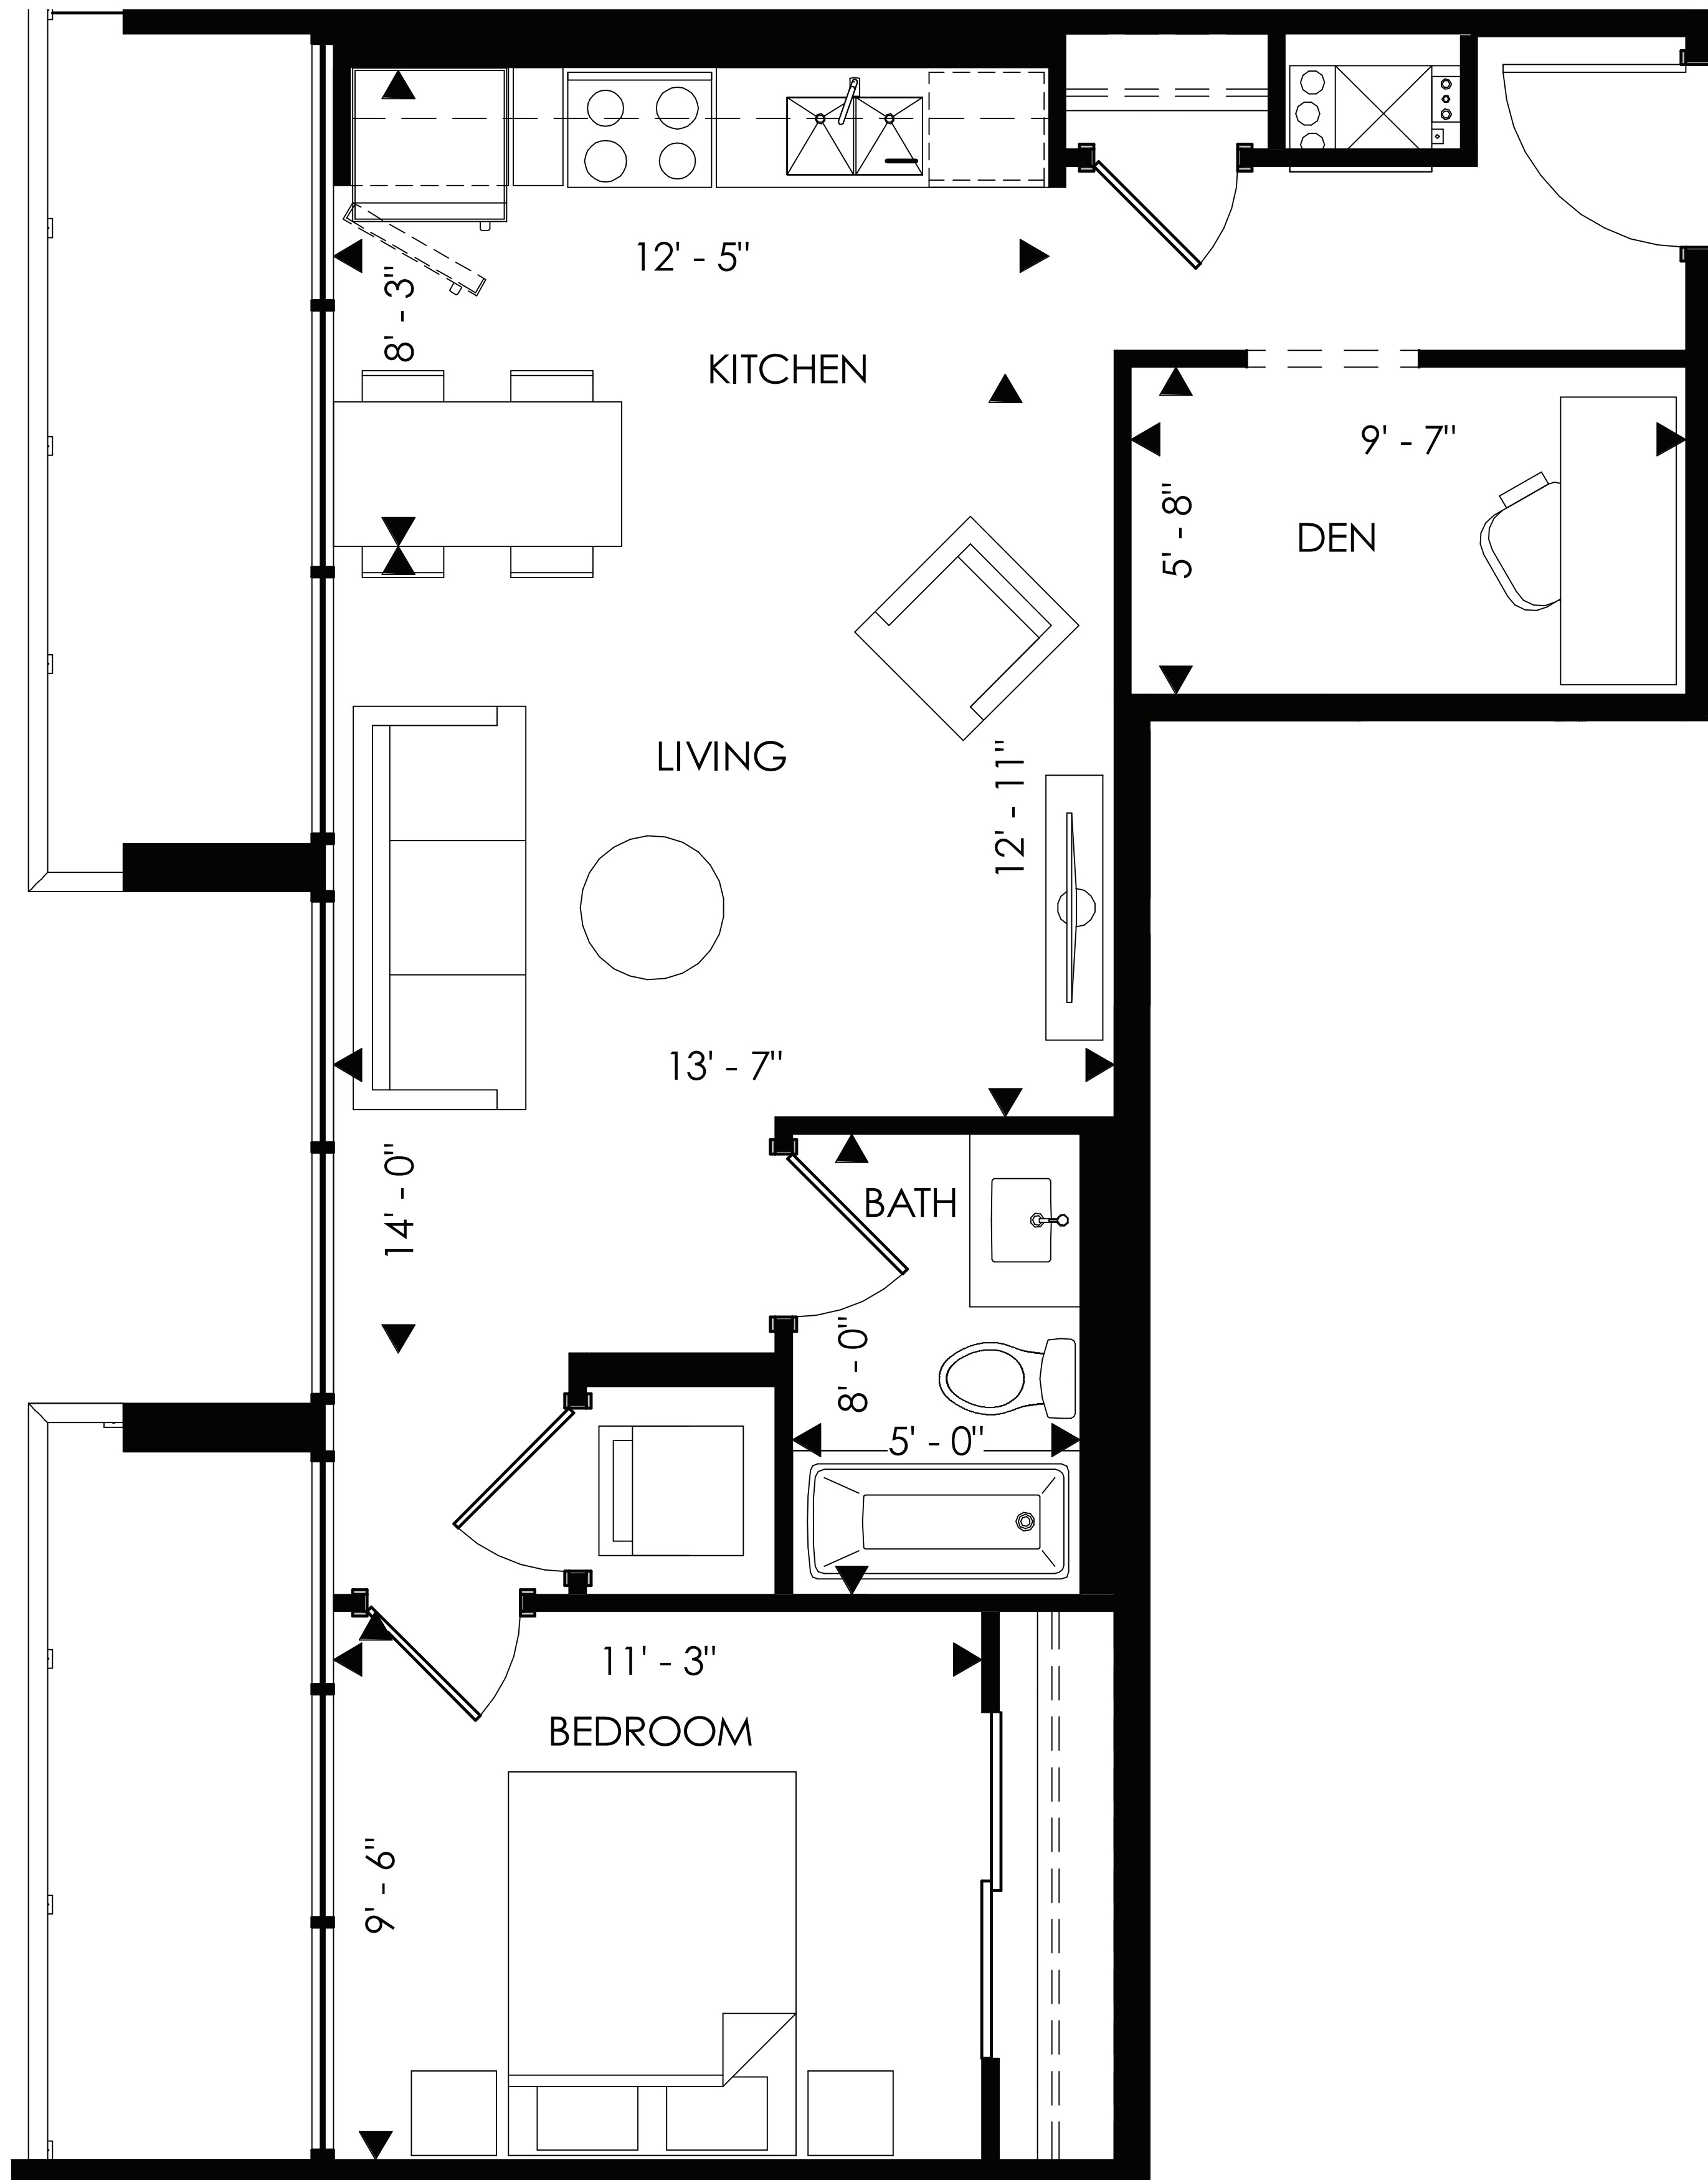 12' - 5"
8' - 3"
KITCHEN
9' - 7"
5' - 8"
DEN
LIVING
12' - 11"
13' - 7"
14' - 0"
BATH
8' - 0"
5' - 0"
11' - 3"
BEDROOM
9' - 6"